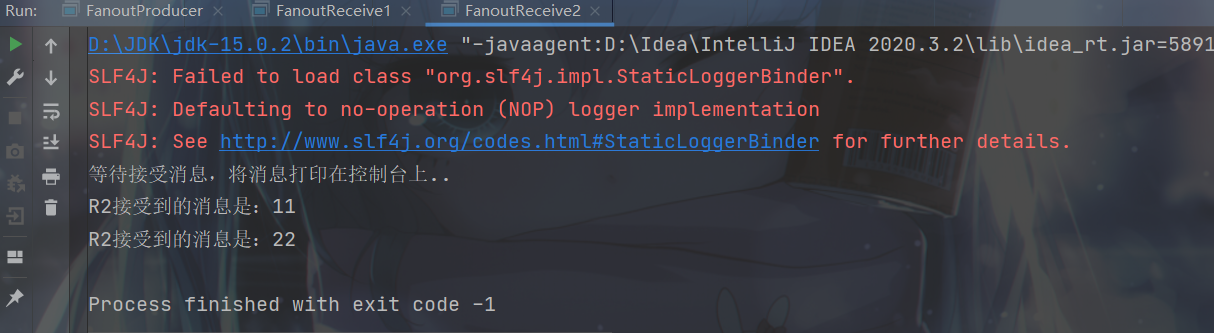 Run: FanoutProducer FanoutReceive1 FanoutReceive2
D:\JDK\jdk-15.0.2\bin\java.exe "-javaagent:D:\Idea\IntelliJ IDEA 2020.3.2\lib\idea_rt.jar=5891
SLF4J: Failed to load class "org.slf4j.impl.StaticLoggerBinder".
SLF4J: Defaulting to no-operation (NOP) logger implementation
SLF4J: See http://www.slf4j.org/codes.html#StaticLoggerBinder for further details.
等待接受消息，将消息打印在控制台上..
R2接受到的消息是：11
R2接受到的消息是：22
Process finished with exit code -1